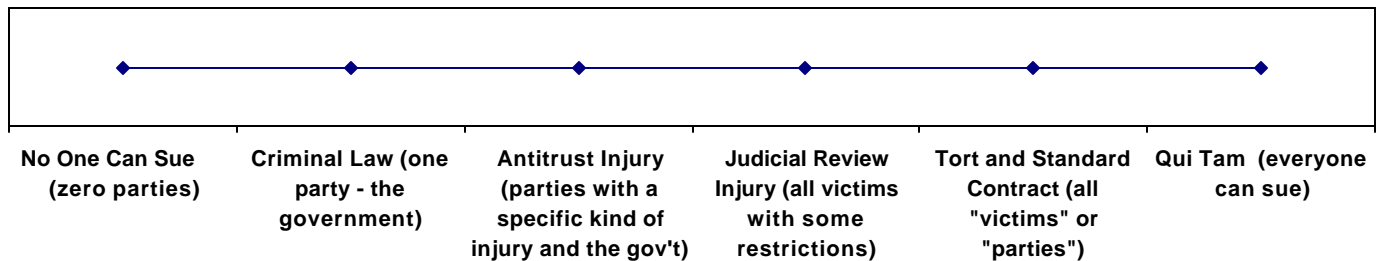 No One Can Sue
(zero parties)
Criminal Law (one
party - the
government)
Antitrust Injury
(parties with a
specific kind of
injury and the gov't)
Judicial Review
Injury (all victims
with some
restrictions)
Tort and Standard
Contract (all
"victims" or
"parties")
Qui Tam (everyone
can sue)